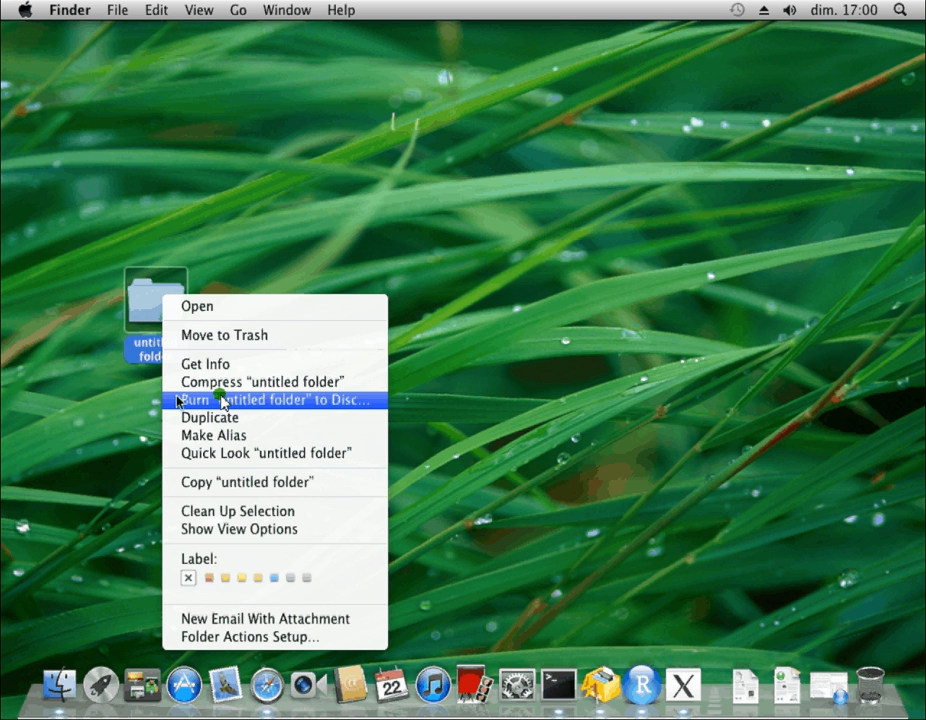 Finder File Edit View Go Window Help dim. 17:00
untit
fold
Open
Move to Trash
Get Info
Compress “untitled folder”
Burn “untitled folder” to Disc...
Duplicate
Make Alias
Quick Look “untitled folder”
Copy “untitled folder”
Clean Up Selection
Show View Options
Label:
New Email With Attachment
Folder Actions Setup...
22
R
X